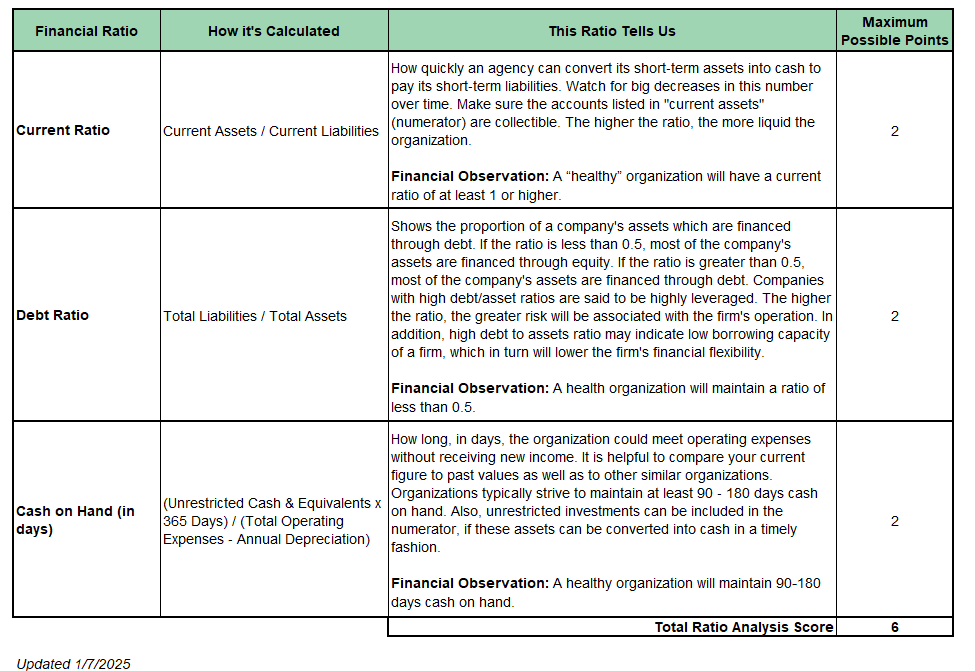 Financial Ratio
How it's Calculated
This Ratio Tells Us
Maximum
Possible Points
Current Ratio
Current Assets / Current Liabilities
How quickly an agency can convert its short-term assets into cash to
pay its short-term liabilities. Watch for big decreases in this number
over time. Make sure the accounts listed in "current assets"
(numerator) are collectible. The higher the ratio, the more liquid the
organization.
Financial Observation: A “healthy” organization will have a current
ratio of at least 1 or higher.
2
Debt Ratio
Total Liabilities / Total Assets
Shows the proportion of a company's assets which are financed
through debt. If the ratio is less than 0.5, most of the company's
assets are financed through equity. If the ratio is greater than 0.5,
most of the company's assets are financed through debt. Companies
with high debt/asset ratios are said to be highly leveraged. The higher
the ratio, the greater risk will be associated with the firm's operation. In
addition, high debt to assets ratio may indicate low borrowing capacity
of a firm, which in turn will lower the firm's financial flexibility.
Financial Observation: A health organization will maintain a ratio of
less than 0.5.
2
Cash on Hand (in
days)
(Unrestricted Cash & Equivalents x
365 Days) / (Total Operating
Expenses - Annual Depreciation)
How long, in days, the organization could meet operating expenses
without receiving new income. It is helpful to compare your current
figure to past values as well as to other similar organizations.
Organizations typically strive to maintain at least 90 - 180 days cash
on hand. Also, unrestricted investments can be included in the
numerator, if these assets can be converted into cash in a timely
fashion.
Financial Observation: A healthy organization will maintain 90-180
days cash on hand.
2
Total Ratio Analysis Score
6
Updated 1/7/2025